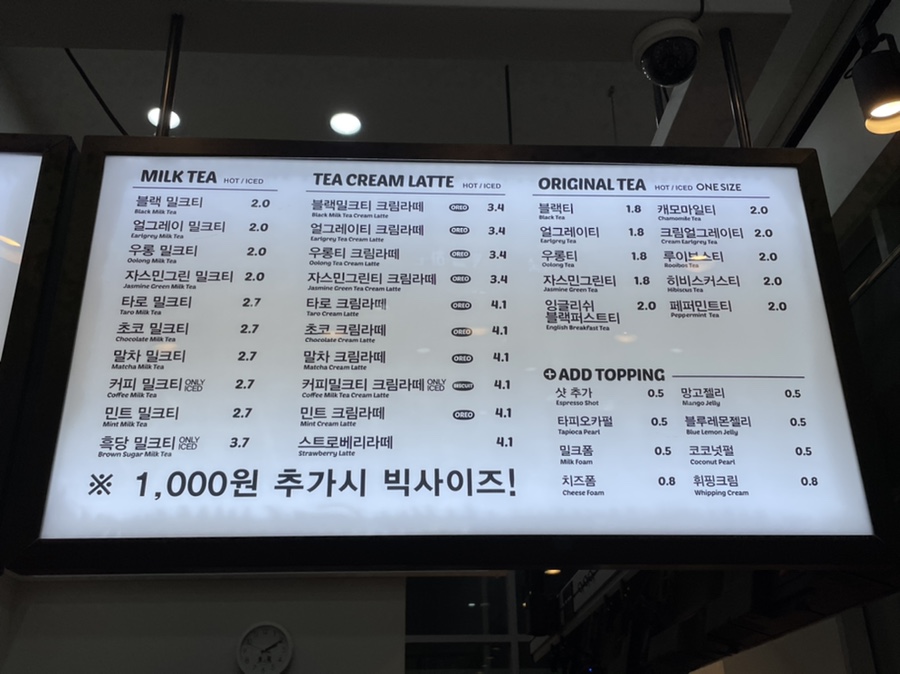 MILK TEA HOT / ICED
블랙 밀크티 2.0
Black Milk Tea
얼그레이 밀크티 2.0
Earlgrey Milk Tea
우롱 밀크티 2.0
Oolong Milk Tea
자스민그린 밀크티 2.0
Jasmine Green Milk Tea
타로 밀크티 2.7
Taro Milk Tea
초코 밀크티 2.7
Chocolate Milk Tea
말차 밀크티 2.7
Matcha Milk Tea
커피 밀크티 ONLY ICED 2.7
Coffee Milk Tea
민트 밀크티 2.7
Mint Milk Tea
흑당 밀크티 ONLY ICED 3.7
Brown Sugar Milk Tea
TEA CREAM LATTE HOT / ICED
블랙밀크티 크림라떼 OREO 3.4
Black Milk Tea Cream Latte
얼그레이티 크림라떼 OREO 3.4
Earlgrey Tea Cream Latte
우롱티 크림라떼 OREO 3.4
Oolong Tea Cream Latte
자스민그린티 크림라떼 OREO 3.4
Jasmine Green Tea Cream Latte
타로 크림라떼 OREO 4.1
Taro Cream Latte
초코 크림라떼 OREO 4.1
Chocolate Cream Latte
말차 크림라떼 OREO 4.1
Matcha Cream Latte
커피밀크티 크림라떼 ONLY ICED BISCUIT 4.1
Coffee Milk Tea Cream Latte
민트 크림라떼 OREO 4.1
Mint Cream Latte
스트로베리라떼 4.1
Strawberry Latte
※ 1,000원 추가시 빅사이즈!
ORIGINAL TEA HOT / ICED ONE SIZE
블랙티 1.8
Black Tea
얼그레이티 1.8
Earlgrey Tea
우롱티 1.8
Oolong Tea
자스민그린티 1.8
Jasmine Green Tea
잉글리쉬 2.0
블랙퍼스트티
English Breakfast Tea
캐모마일티 2.0
Chamomile Tea
크림얼그레이티 2.0
Cream Earlgrey Tea
루이보스티 2.0
Rooibos Tea
히비스커스티 2.0
Hibiscus Tea
페퍼민트티 2.0
Peppermint Tea
+ADD TOPPING
샷 추가 0.5
Espresso Shot
타피오카펄 0.5
Tapioca Pearl
밀크폼 0.5
Milk Foam
치즈폼 0.8
Cheese Foam
망고젤리 0.5
Mango Jelly
블루레몬젤리 0.5
Blue Lemon Jelly
코코넛펄 0.5
Coconut Pearl
휘핑크림 0.8
Whipping Cream